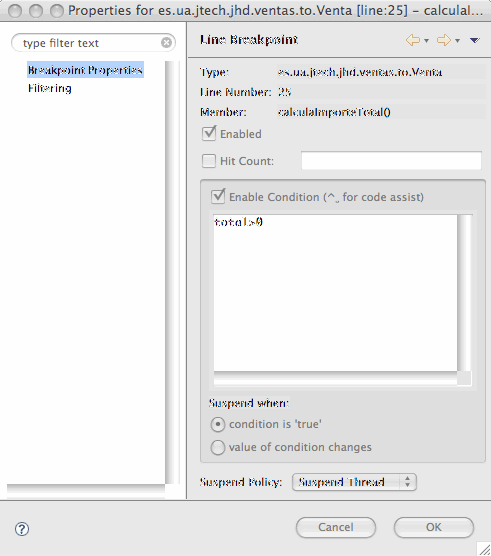 Properties for es.ua.jtech.jhd.ventas.to.Venta [line:25] – calculaI...
type filter text
Breakpoint Properties
Filtering
Line Breakpoint
Type: es.ua.jtech.jhd.ventas.to.Venta
Line Number: 25
Member: calculaImporteTotal()
Enabled
Hit Count:
Enable Condition (^_ for code assist)
total>0
Suspend when:
condition is 'true'
value of condition changes
Suspend Policy: Suspend Thread
Cancel OK